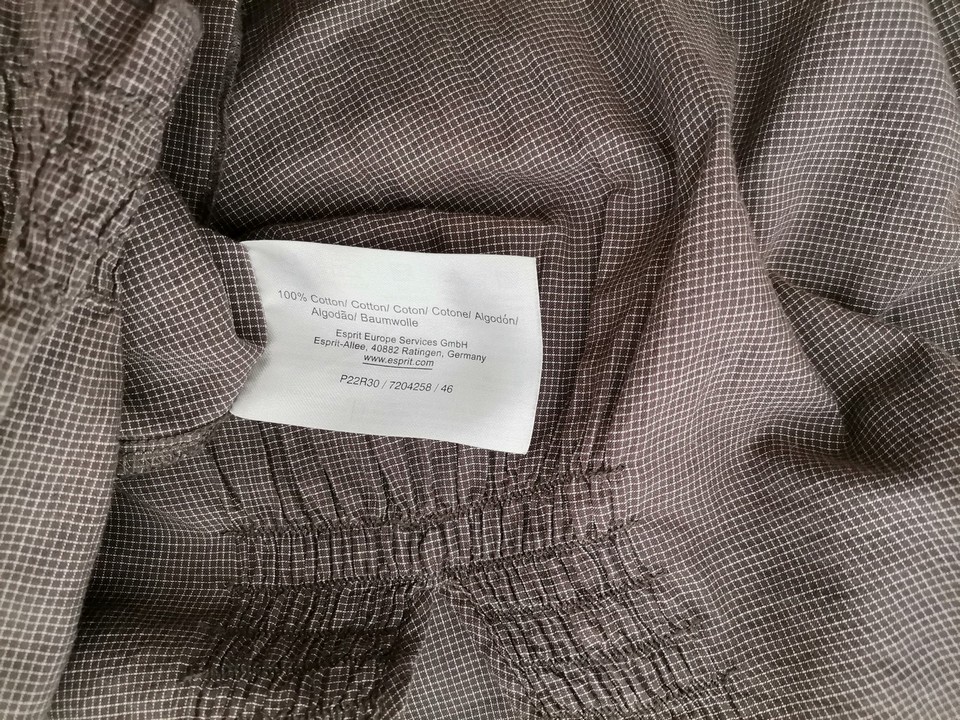 100% Cotton/ Cotton/ Coton/ Cotone/ Algodón/
Algodão/ Baumwolle
Esprit Europe Services GmbH
Esprit-Allee, 40882 Ratingen, Germany
www.esprit.com
P22R30 / 7204258 / 46